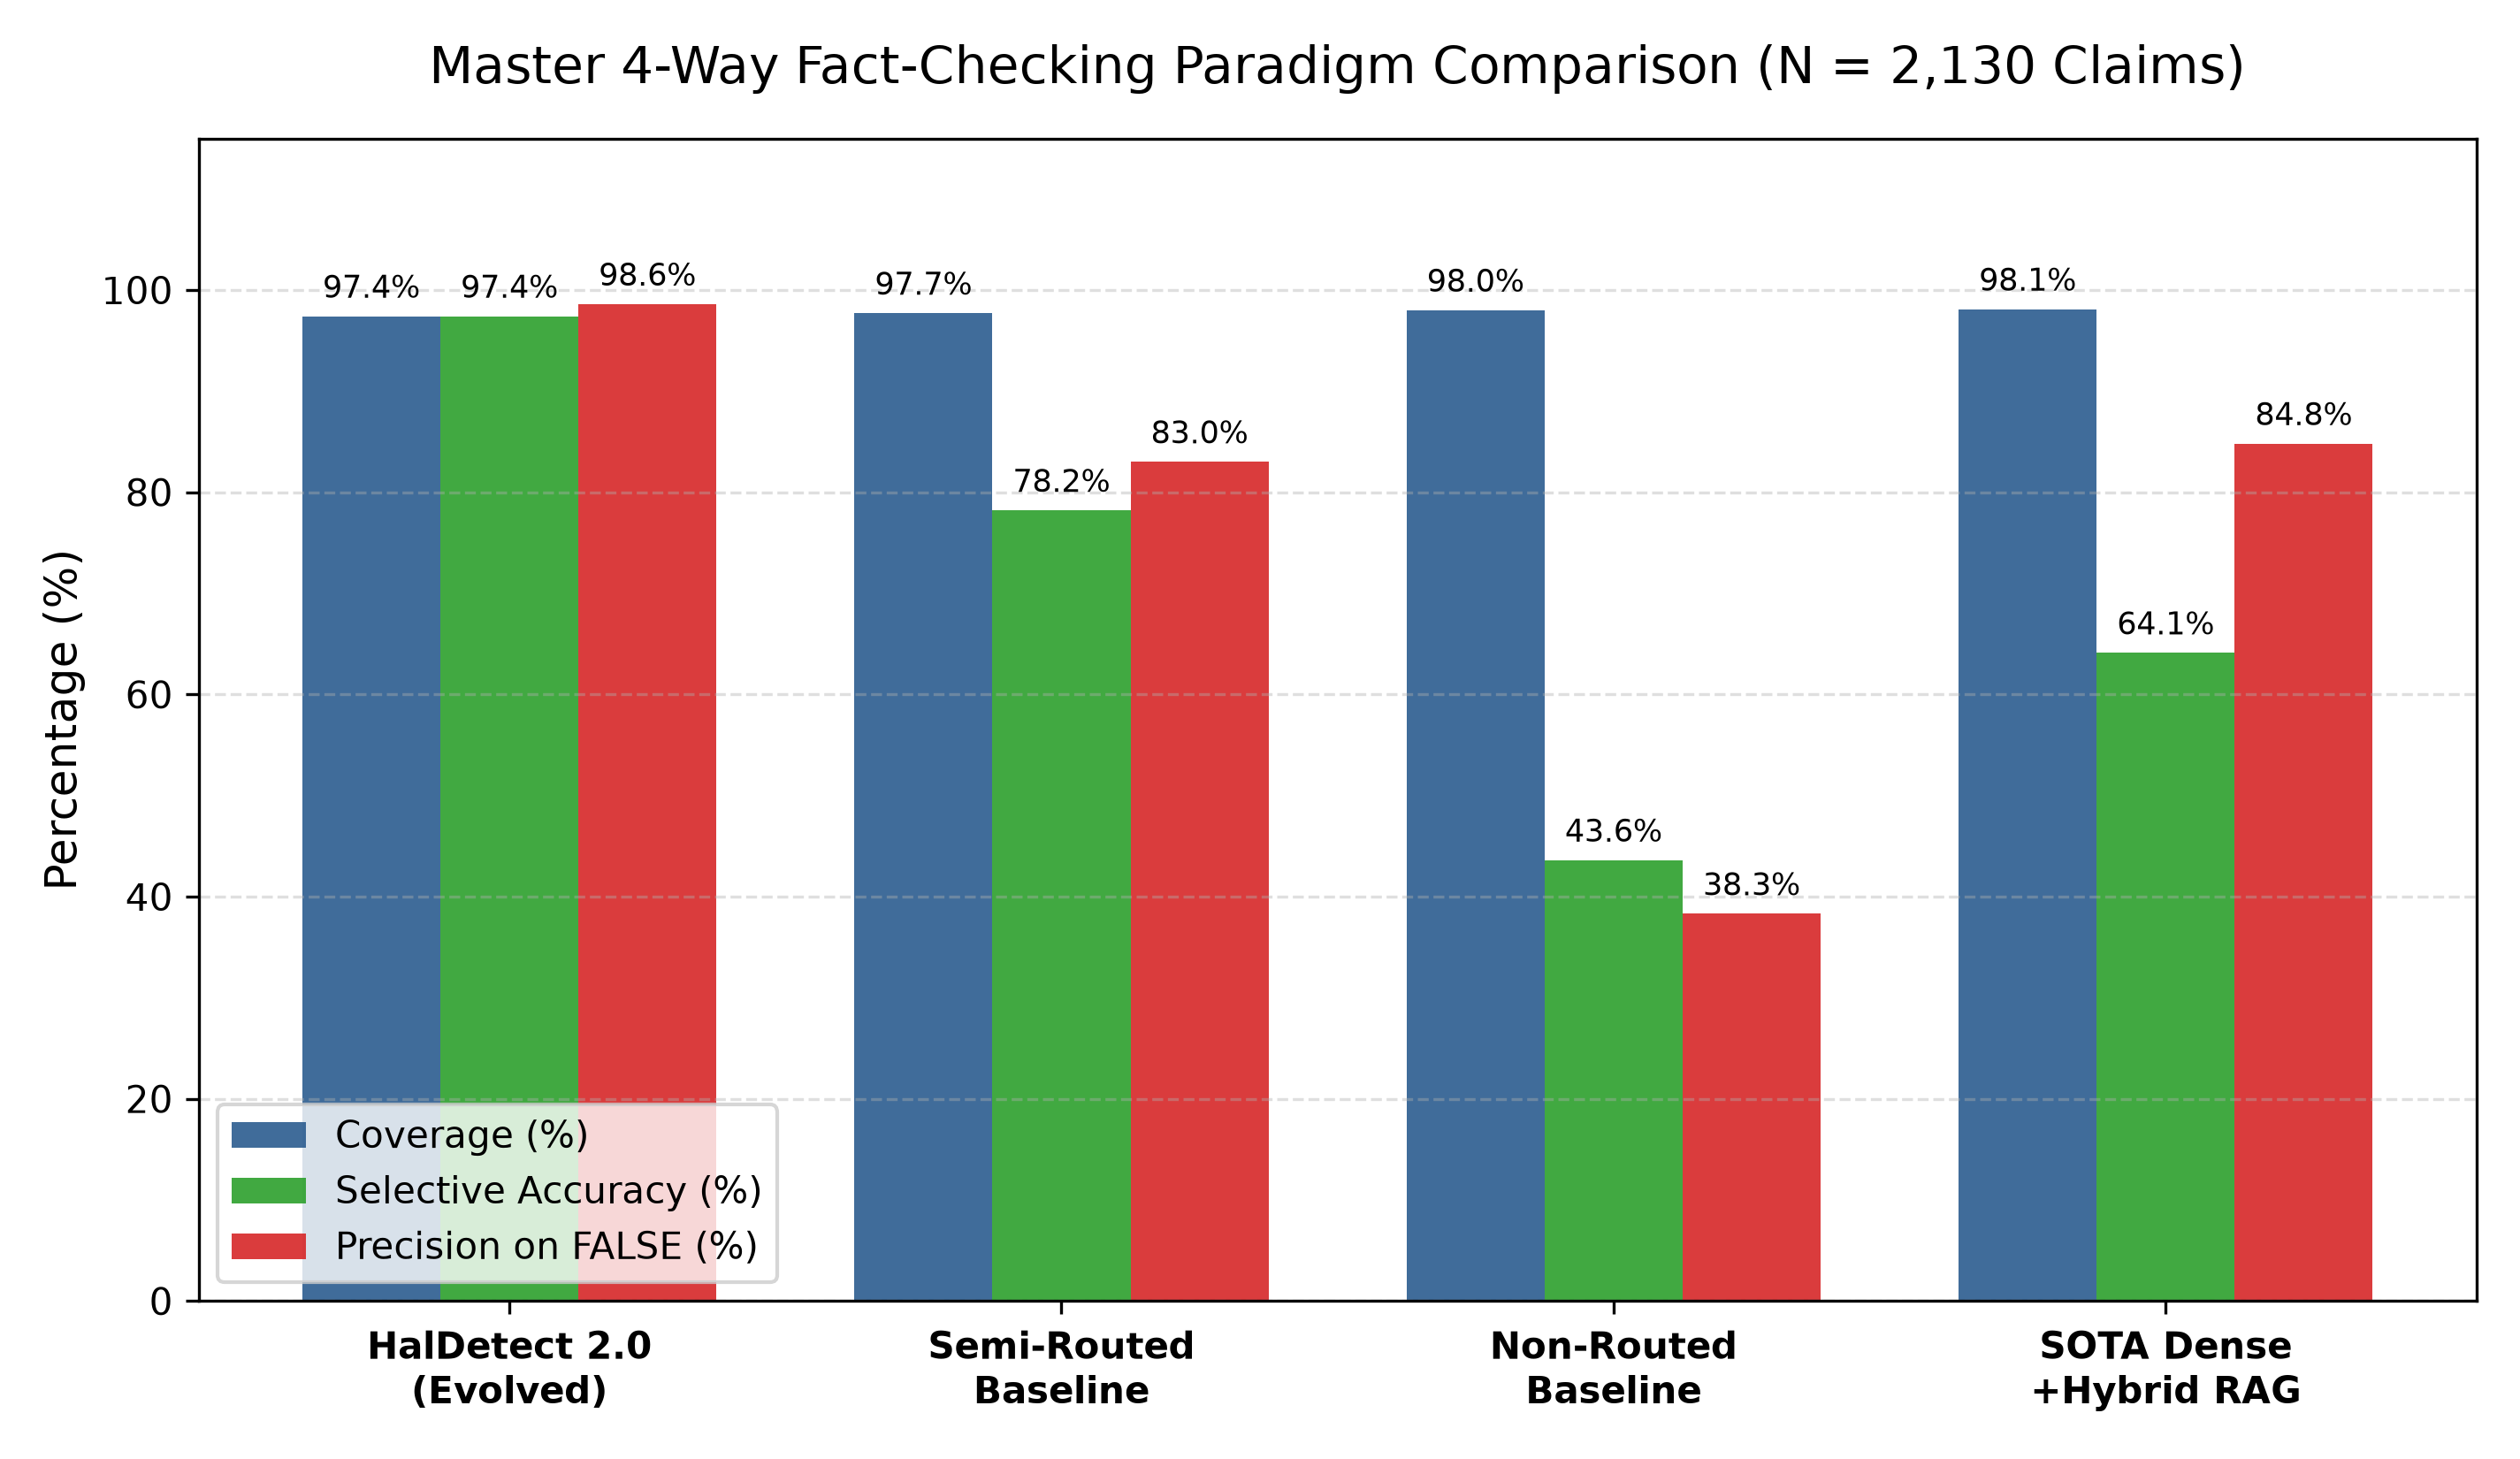 Master 4-Way Fact-Checking Paradigm Comparison (N = 2,130 Claims)
Percentage (%)
100
80
60
40
20
0
97.4%
97.4%
98.6%
97.7%
78.2%
83.0%
98.0%
43.6%
38.3%
98.1%
64.1%
84.8%
Coverage (%)
Selective Accuracy (%)
Precision on FALSE (%)
HalDetect 2.0
(Evolved)
Semi-Routed
Baseline
Non-Routed
Baseline
SOTA Dense
+Hybrid RAG